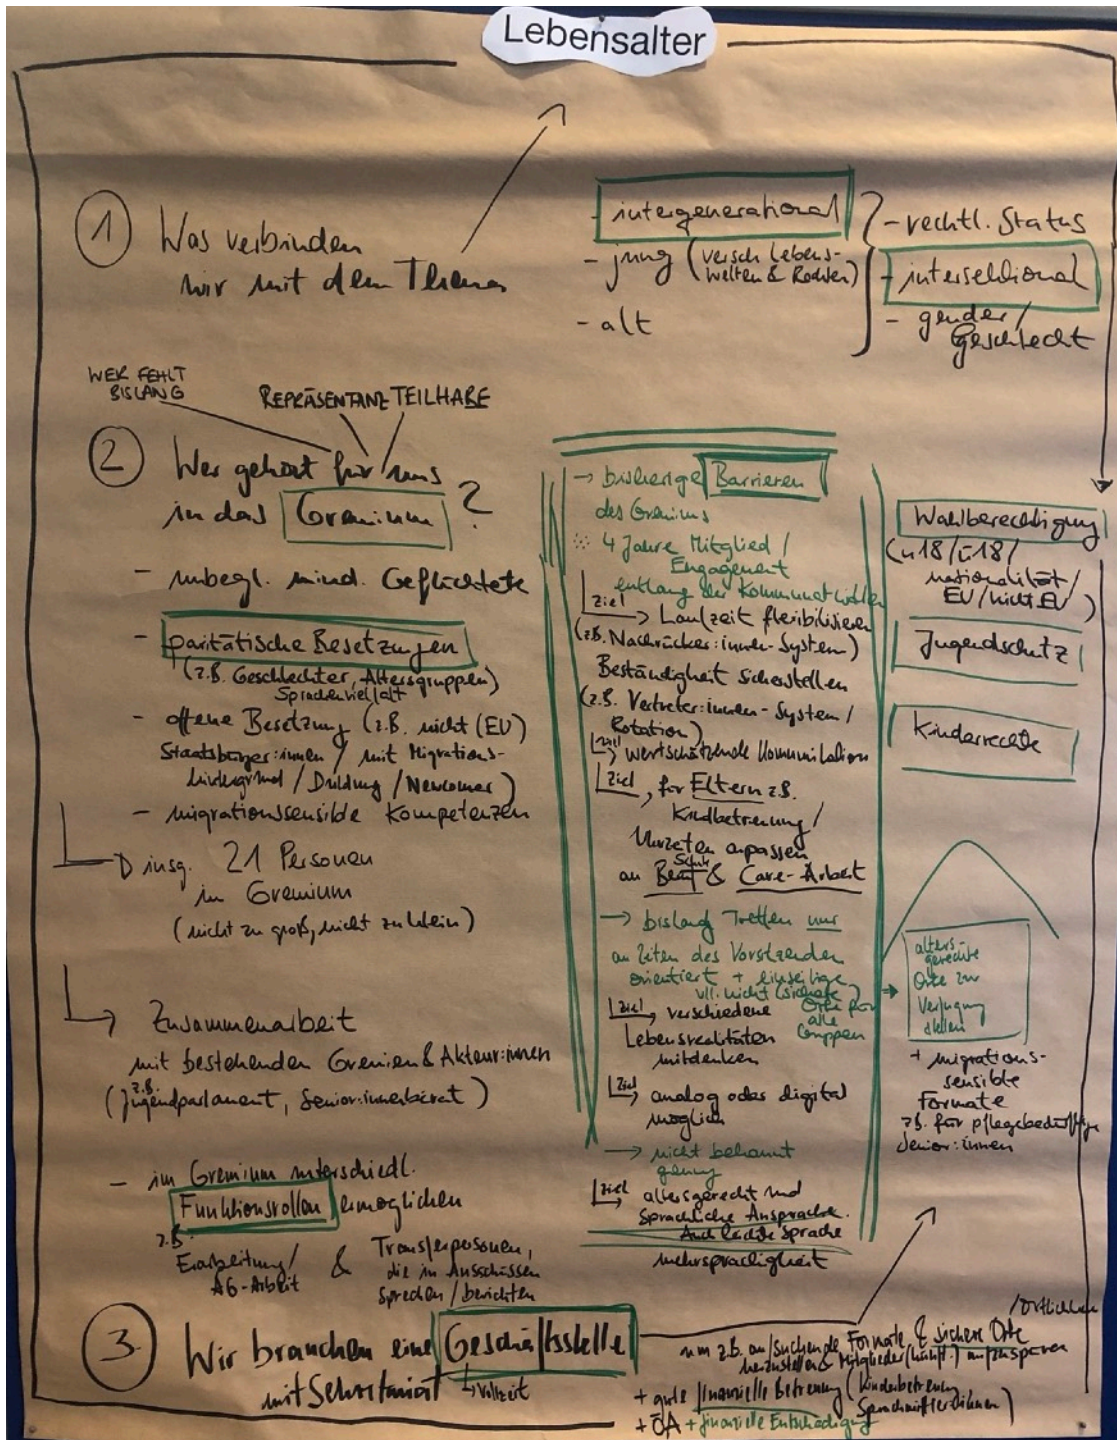 Lebensalter
1 Was verbinden
wir mit dem Thema
- intergenerational
- jung (versch Lebens-
welten & Rechten)
- alt
- rechtl. Status
- intersektional
- gender/
Geschlecht
WER FEHLT
BISLANG
REPRÄSENTANZ TEILHABE
2 Wer gehört für uns
in das Gremium ?
- unbegl. mind. Geflüchtete
- paritätische Besetzungen
(z.B. Geschlechter, Altersgruppen)
Sprachenvielfalt
- offene Besetzung (z.B. nicht (EU)
Staatsbürger:innen / mit Migrations-
hintergrund / Duldung / Newcomer)
- migrationssensible Kompetenzen
insg. 21 Personen
im Gremium
(nicht zu groß, nicht zu klein)
→ Zusammenarbeit
mit bestehenden Gremien & Akteur:innen
(z.B. Jugendparlament, Senior:innenbeirat)
- im Gremium unterschiedl.
Funktionsrollen ermöglichen
z.B.
Erarbeitung/
AG-Arbeit
& Transferpersonen,
die in Ausschüssen
sprechen / berichten
→ bisherige Barrieren
des Gremiums
4 Jahre Mitglied /
Engagement
entlang der Kommunalwahlen
Ziel → Laufzeit flexibilisieren
(z.B. Nachrücker:innen-System)
Beständigkeit sicherstellen
(z.B. Vertreter:innen-System /
Rotation)
Ziel → wertschätzende Kommunikation
Ziel → für Eltern z.B.
Kindbetreuung /
Uhrzeiten anpassen
an Beruf & Care-Arbeit
Schule
→ bislang Treffen nur
an Zeiten des Vorsitzenden
orientiert + einseitige
vll. nicht (sichere)
Orte für
alle
Gruppen
Ziel → verschiedene
Lebensrealitäten
mitdenken
Ziel → analog oder digital
möglich
→ nicht bekannt
genug
Ziel → altersgerecht und
Sprachliche Ansprache.
Auch leichte Sprache
Mehrsprachigkeit
Wahlberechtigung
(u18/ü18/
nationalität/
EU/nicht EU)
Jugendschutz
Kinderrechte
alters-
gerechte
Orte zur
Verfügung
stellen
+ migrations-
sensible
Formate
z.B. für pflegebedürftige
Senior:innen
3. Wir brauchen eine Geschäftsstelle
mit Sekretariat
↳ Vollzeit
um z.B. aufsuchende Formate & sichere Orte
/örtlichkeiten
herzustellen & Mitglieder (künft.) aufzuspüren
+ gute finanzielle Betreuung (Kinderbetreuung
Sprachmittler:innen)
+ ÖA + finanzielle Entschädigung